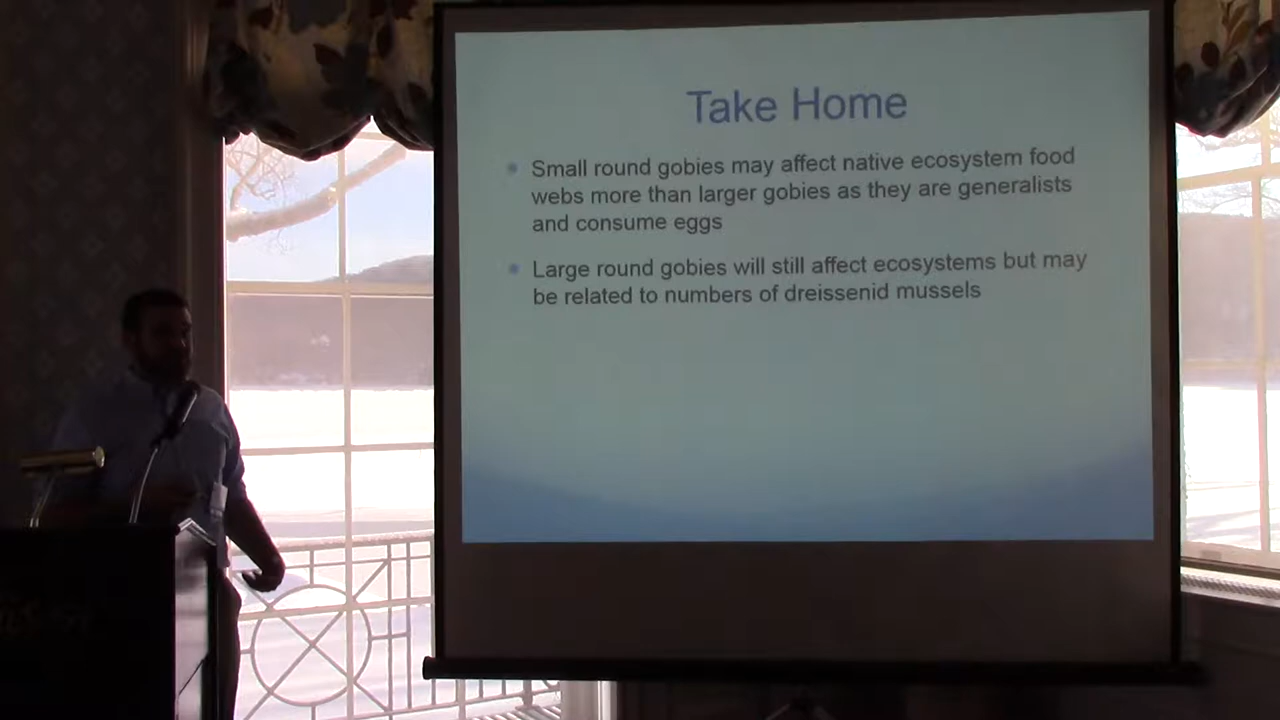 Take Home
Small round gobies may affect native ecosystem food
webs more than larger gobies as they are generalists
and consume eggs
Large round gobies will still affect ecosystems but may
be related to numbers of dreissenid mussels